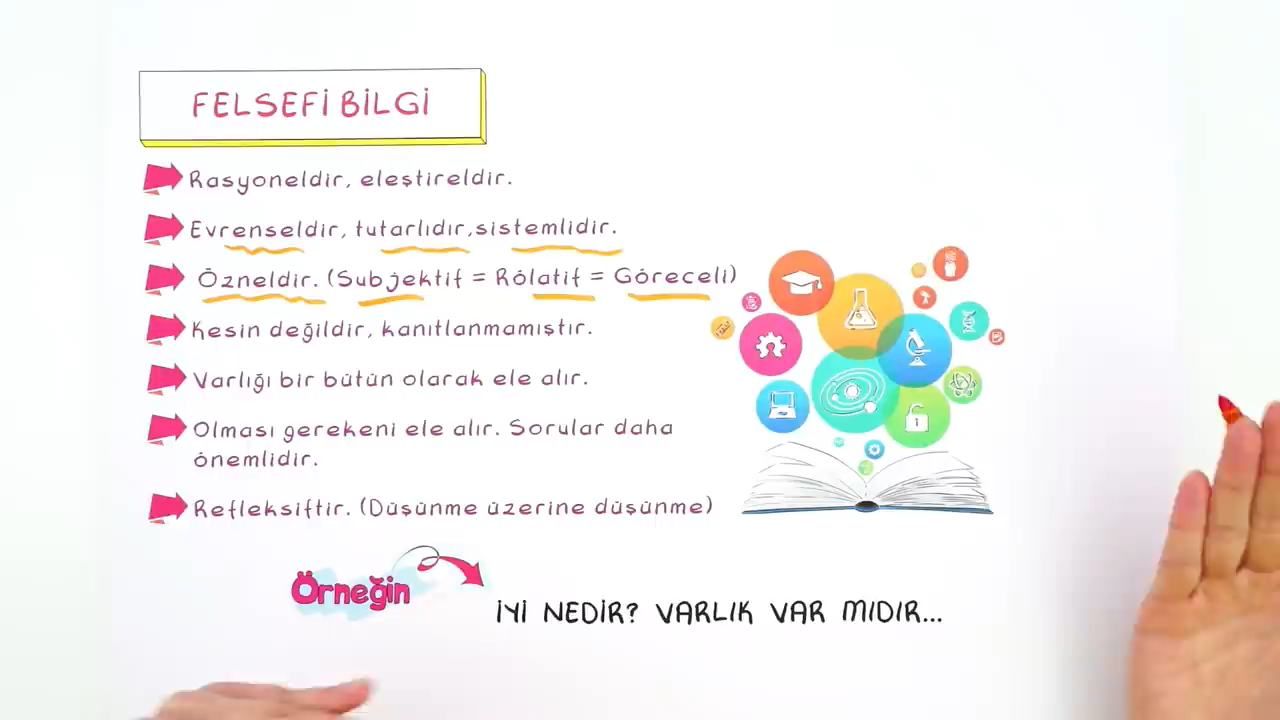 FELSEFİ BİLGİ
Rasyoneldir, eleştireldir.
Evrenseldir, tutarlıdır,sistemlidir.
Özneldir. (Subjektif = Rölatif = Göreceli)
Kesin değildir, kanıtlanmamıştır.
Varlığı bir bütün olarak ele alır.
Olması gerekeni ele alır. Sorular daha
önemlidir.
Refleksiftir. (Düşünme üzerine düşünme)
Örneğin
İYİ NEDİR? VARLIK VAR MIDIR...